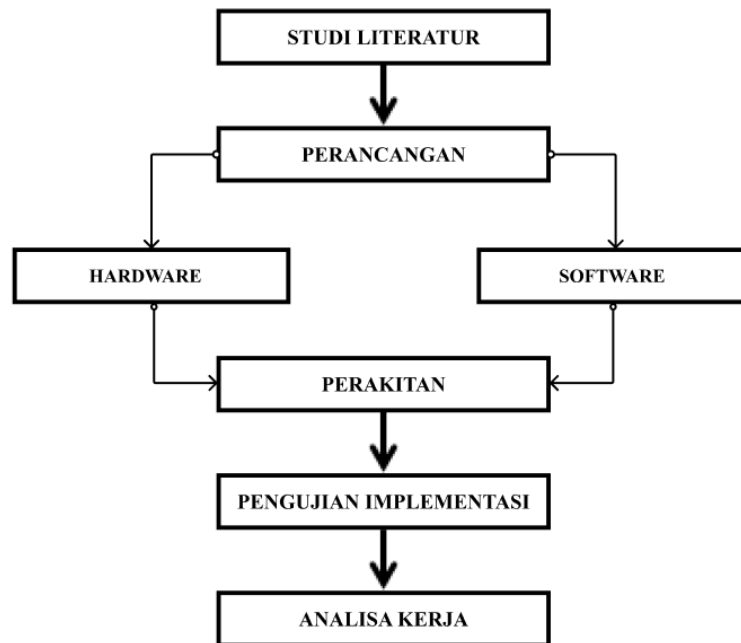 STUDI LITERATUR
PERANCANGAN
HARDWARE
SOFTWARE
PERAKITAN
PENGUJIAN IMPLEMENTASI
ANALISA KERJA